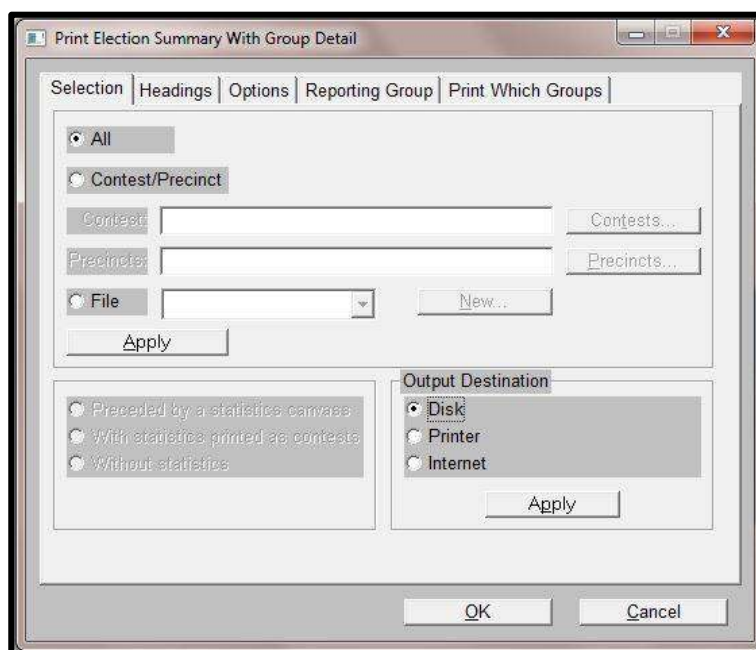 Print Election Summary With Group Detail
Selection Headings Options Reporting Group Print Which Groups
All
Contest/Precinct
Contest: Contests...
Precincts: Precincts...
File New...
Apply
Preceded by a statistics canvass
With statistics printed as contests
Without statistics
Output Destination
Disk
Printer
Internet
Apply
OK Cancel